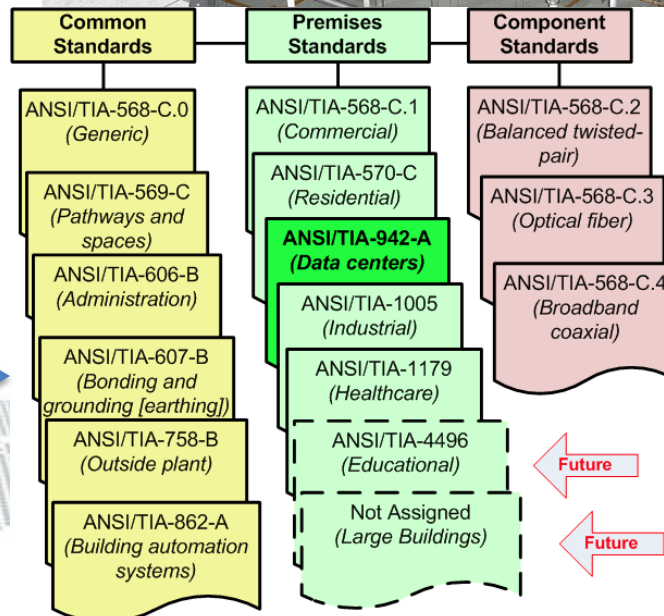 Common
Standards
Premises
Standards
Component
Standards
ANSI/TIA-568-C.0
(Generic)
ANSI/TIA-569-C
(Pathways and
spaces)
ANSI/TIA-606-B
(Administration)
ANSI/TIA-607-B
(Bonding and
grounding [earthing])
ANSI/TIA-758-B
(Outside plant)
ANSI/TIA-862-A
(Building automation
systems)
ANSI/TIA-568-C.1
(Commercial)
ANSI/TIA-570-C
(Residential)
ANSI/TIA-942-A
(Data centers)
ANSI/TIA-1005
(Industrial)
ANSI/TIA-1179
(Healthcare)
ANSI/TIA-4496
(Educational)
Not Assigned
(Large Buildings)
ANSI/TIA-568-C.2
(Balanced twisted-
pair)
ANSI/TIA-568-C.3
(Optical fiber)
ANSI/TIA-568-C.4
(Broadband
coaxial)
Future
Future